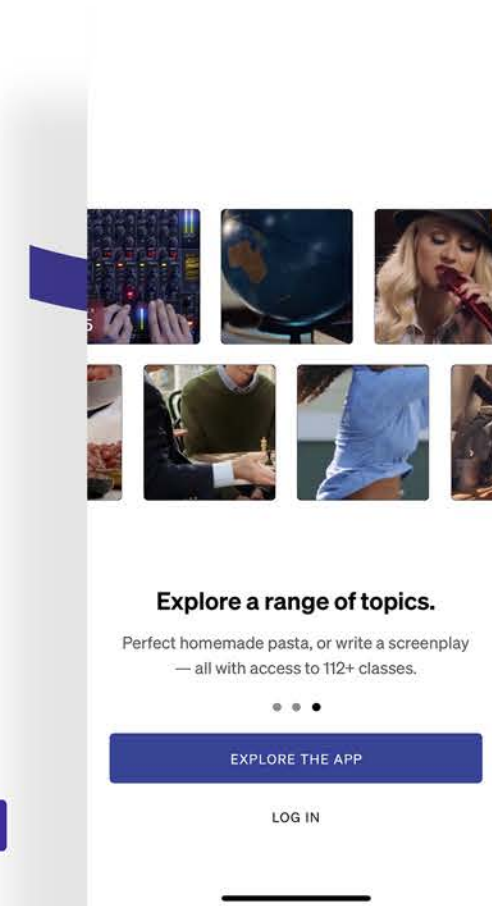 5
Explore a range of topics.
Perfect homemade pasta, or write a screenplay
— all with access to 112+ classes.
EXPLORE THE APP
LOG IN